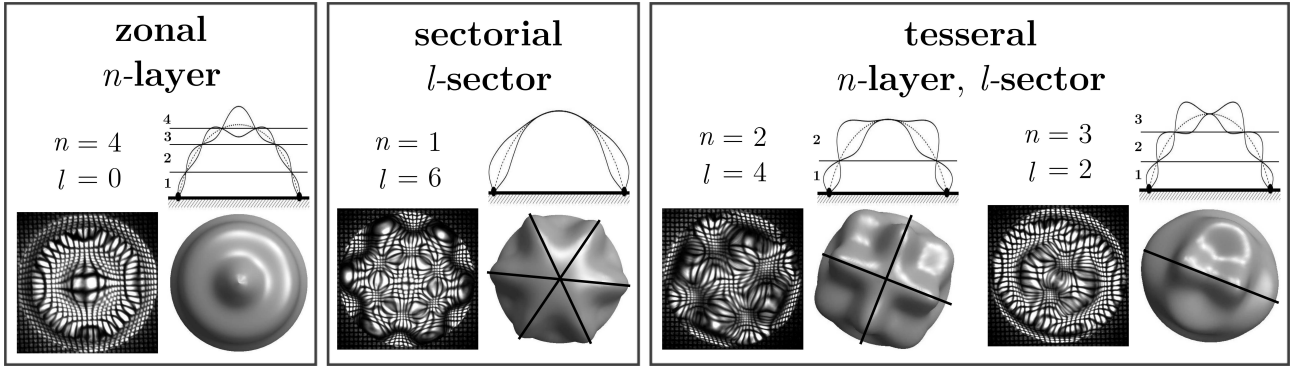 zonal
n-layer
n = 4
l = 0
4
3
2
1
sectorial
l-sector
n = 1
l = 6
tesseral
n-layer, l-sector
n = 2
l = 4
2
1
n = 3
l = 2
3
2
1